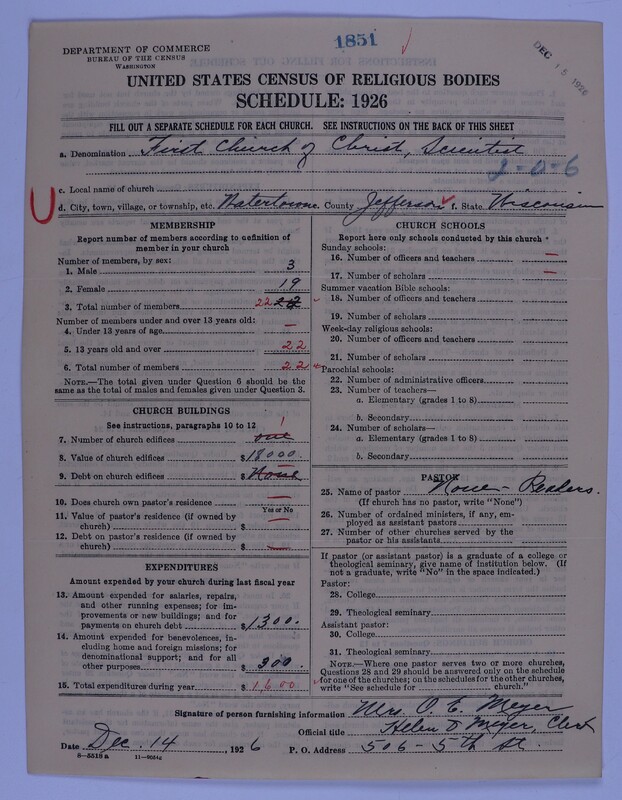 1851
DEC 15 1926
DEPARTMENT OF COMMERCE
BUREAU OF THE CENSUS
WASHINGTON
UNITED STATES CENSUS OF RELIGIOUS BODIES
SCHEDULE: 1926
FILL OUT A SEPARATE SCHEDULE FOR EACH CHURCH. SEE INSTRUCTIONS ON THE BACK OF THIS SHEET
a. Denomination First Church of Christ, Scientist
2-0-6
c. Local name of church
d. City, town, village, or township, etc. Watertown County Jefferson f. State Wisconsin
MEMBERSHIP
Report number of members according to definition of
member in your church
Number of members, by sex:
1. Male 3
2. Female 19
3. Total number of members 22
Number of members under and over 13 years old:
4. Under 13 years of age —
5. 13 years old and over 22
6. Total number of members 22
NOTE.—The total given under Question 6 should be the
same as the total of males and females given under Question 3.
CHURCH BUILDINGS
See instructions, paragraphs 10 to 12
7. Number of church edifices one 1
8. Value of church edifices $18000
9. Debt on church edifices $None
10. Does church own pastor's residence —
Yes or No
11. Value of pastor's residence (if owned by
church) $ —
12. Debt on pastor's residence (if owned by
church) $ —
EXPENDITURES
Amount expended by your church during last fiscal year
13. Amount expended for salaries, repairs,
and other running expenses; for im-
provements or new buildings; and for
payments on church debt $1300.
14. Amount expended for benevolences, in-
cluding home and foreign missions; for
denominational support; and for all
other purposes $300.
15. Total expenditures during year $1,600
CHURCH SCHOOLS
Report here only schools conducted by this church *
Sunday schools:
16. Number of officers and teachers —
17. Number of scholars —
Summer vacation Bible schools:
18. Number of officers and teachers
19. Number of scholars
Week-day religious schools:
20. Number of officers and teachers
21. Number of scholars
Parochial schools:
22. Number of administrative officers
23. Number of teachers—
a. Elementary (grades 1 to 8)
b. Secondary
24. Number of scholars—
a. Elementary (grades 1 to 8)
b. Secondary
PASTOR
25. Name of pastor None - Readers.
(If church has no pastor, write "None")
26. Number of ordained ministers, if any, em-
ployed as assistant pastors
27. Number of other churches served by the
pastor or his assistants
If pastor (or assistant pastor) is a graduate of a college or
theological seminary, give name of institution below. (If
not a graduate, write "No" in the space indicated.)
Pastor:
28. College
29. Theological seminary
Assistant pastor:
30. College
31. Theological seminary
NOTE.—Where one pastor serves two or more churches,
Questions 28 and 29 should be answered only on the schedule
for one of the churches; on the schedules for the other churches,
write "See schedule for church."
Signature of person furnishing information Mrs. O. E. Meyer
Official title Helen D Meyer, Clerk
Date Dec. 14, 1926 P. O. Address 506 - 5th St.
8-5518a 11-9034g